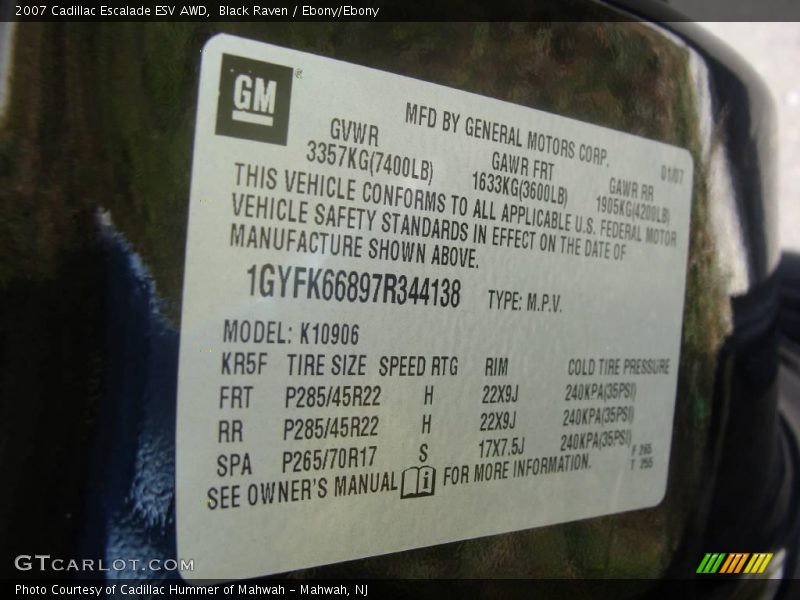 2007 Cadillac Escalade ESV AWD, Black Raven / Ebony/Ebony
GM®
MFD BY GENERAL MOTORS CORP. 01/07
GVWR GAWR FRT GAWR RR
3357KG(7400LB) 1633KG(3600LB) 1905KG(4200LB)
THIS VEHICLE CONFORMS TO ALL APPLICABLE U.S. FEDERAL MOTOR
VEHICLE SAFETY STANDARDS IN EFFECT ON THE DATE OF
MANUFACTURE SHOWN ABOVE.
1GYFK66897R344138 TYPE: M.P.V.
MODEL: K10906
KR5F TIRE SIZE SPEED RTG RIM COLD TIRE PRESSURE
FRT P285/45R22 H 22X9J 240KPA(35PSI)
RR P285/45R22 H 22X9J 240KPA(35PSI)
SPA P265/70R17 S 17X7.5J 240KPA(35PSI)
SEE OWNER'S MANUAL i FOR MORE INFORMATION.
F 265
T 255
GTCARLOT.COM
Photo Courtesy of Cadillac Hummer of Mahwah – Mahwah, NJ